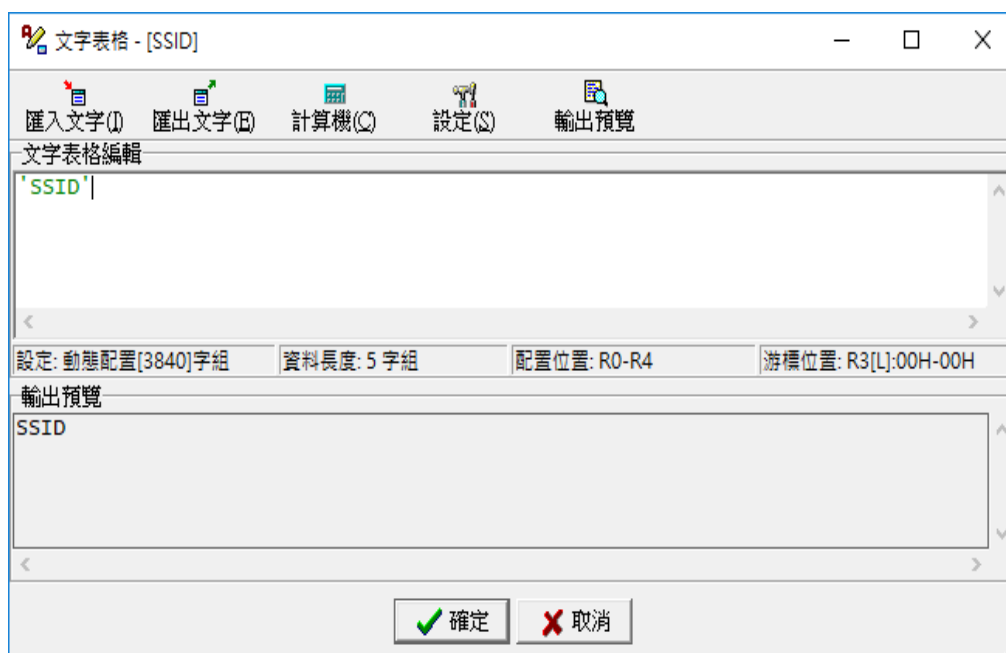 文字表格 - [SSID]
匯入文字(I) 匯出文字(E) 計算機(C) 設定(S) 輸出預覽
文字表格編輯
'SSID'
設定: 動態配置[3840]字組 資料長度: 5 字組 配置位置: R0-R4 游標位置: R3[L]:00H-00H
輸出預覽
SSID
確定 取消